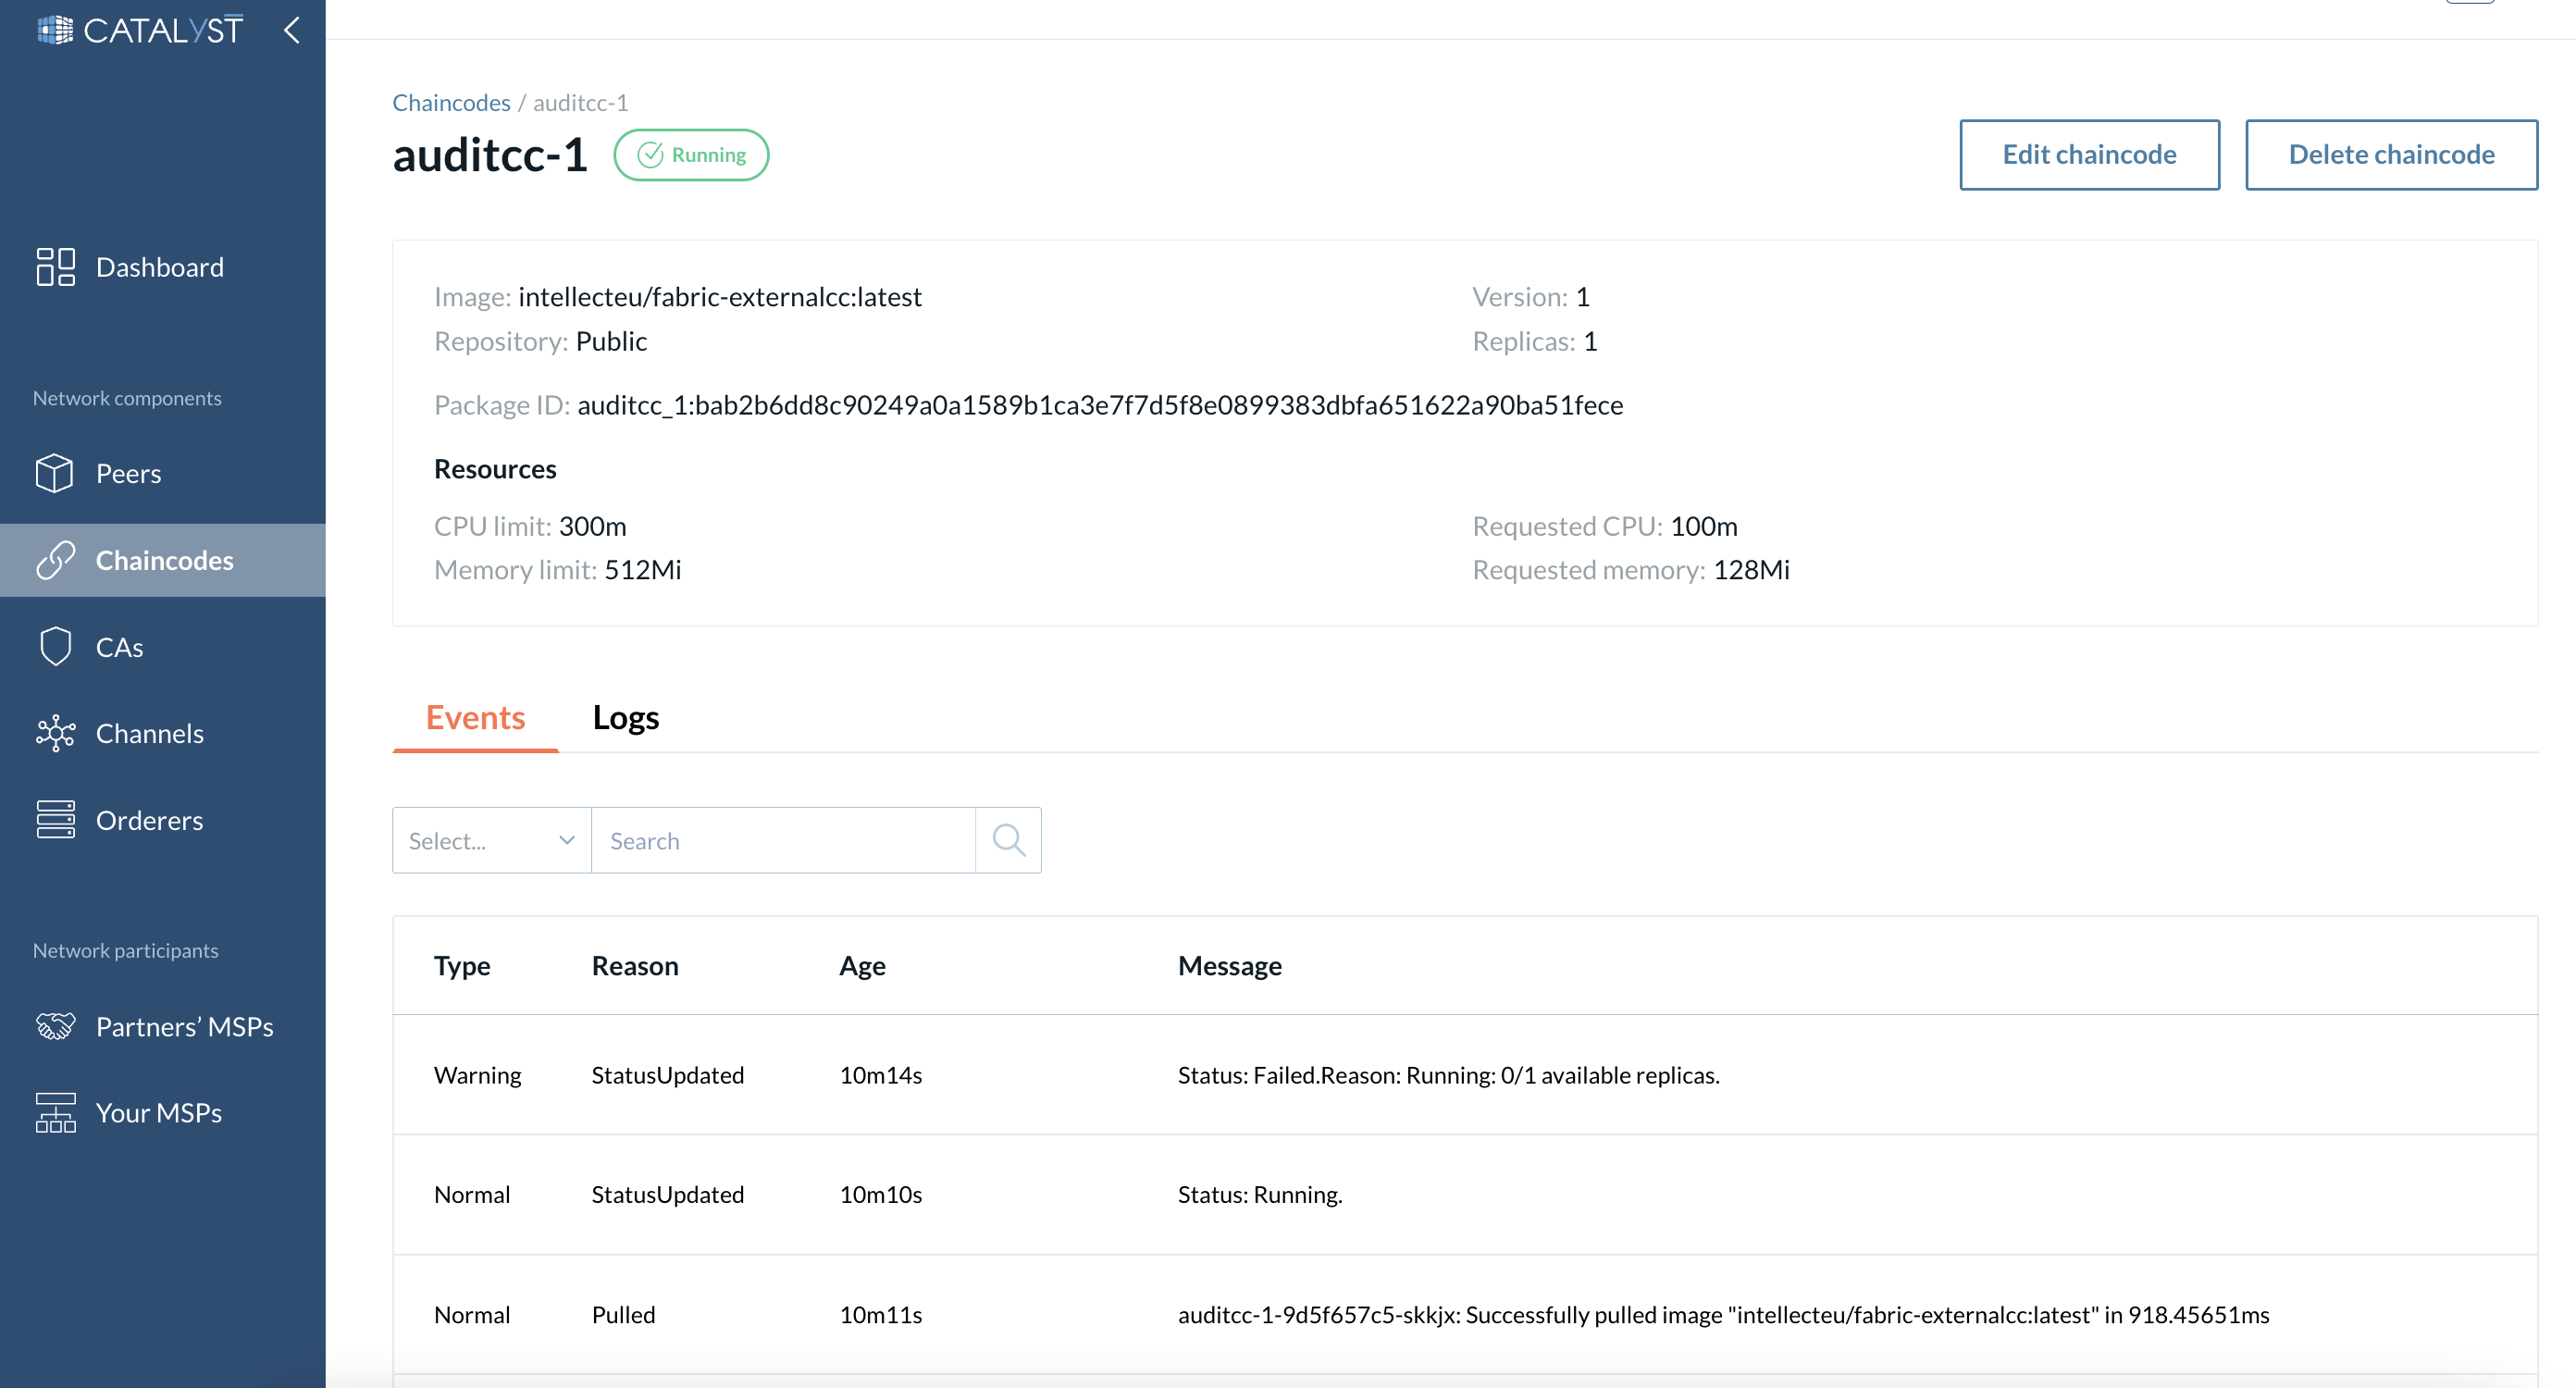 CATALYST
Dashboard
Network components
Peers
Chaincodes
CAs
Channels
Orderers
Network participants
Partners’ MSPs
Your MSPs
Chaincodes / auditcc-1
auditcc-1 Running
Edit chaincode Delete chaincode
Image: intellecteu/fabric-externalcc:latest Version: 1
Repository: Public Replicas: 1
Package ID: auditcc_1:bab2b6dd8c90249a0a1589b1ca3e7f7d5f8e0899383dbfa651622a90ba51fece
Resources
CPU limit: 300m Requested CPU: 100m
Memory limit: 512Mi Requested memory: 128Mi
Events Logs
Select... Search
Type Reason Age Message
Warning StatusUpdated 10m14s Status: Failed.Reason: Running: 0/1 available replicas.
Normal StatusUpdated 10m10s Status: Running.
Normal Pulled 10m11s auditcc-1-9d5f657c5-skkjx: Successfully pulled image "intellecteu/fabric-externalcc:latest" in 918.45651ms